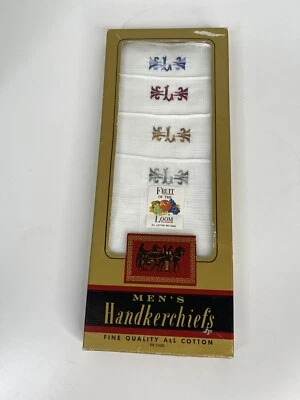 L
L
L
L
FRUIT
OF THE
LOOM
MEN'S
Handkerchiefs
FINE QUALITY ALL COTTON